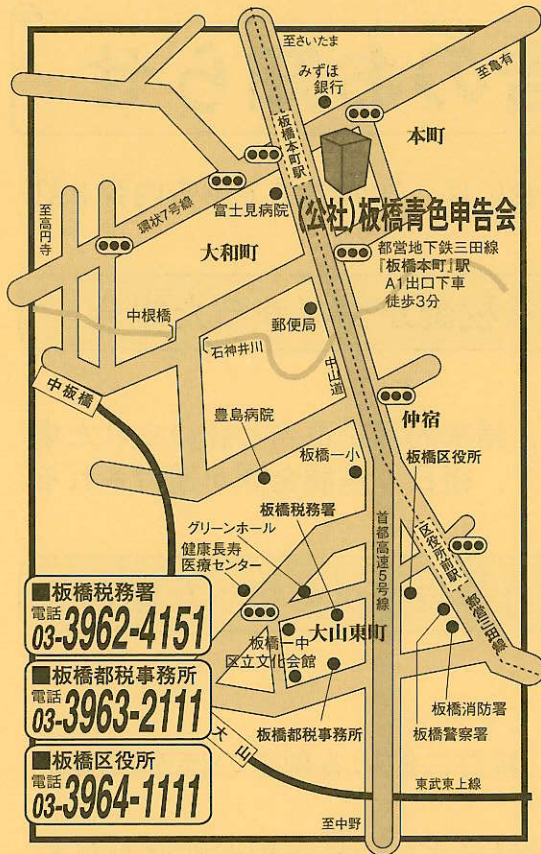 至さいたま
みずほ
銀行
至亀有
本町
板橋本町駅
環状7号線
富士見病院
(公社)板橋青色申告会
至高円寺
大和町
都営地下鉄三田線
『板橋本町』駅
A1出口下車
徒歩3分
中根橋
郵便局
石神井川
中山道
中板橋
仲宿
豊島病院
板橋一小
板橋区役所
板橋税務署
グリーンホール
首都高速5号線
区役所前駅
健康長寿
医療センター
都営三田線
■板橋税務署
電話
03-3962-4151
大山東町
板橋一中
区立文化会館
■板橋都税事務所
電話
03-3963-2111
板橋消防署
板橋都税事務所
板橋警察署
大山
■板橋区役所
電話
03-3964-1111
東武東上線
至中野